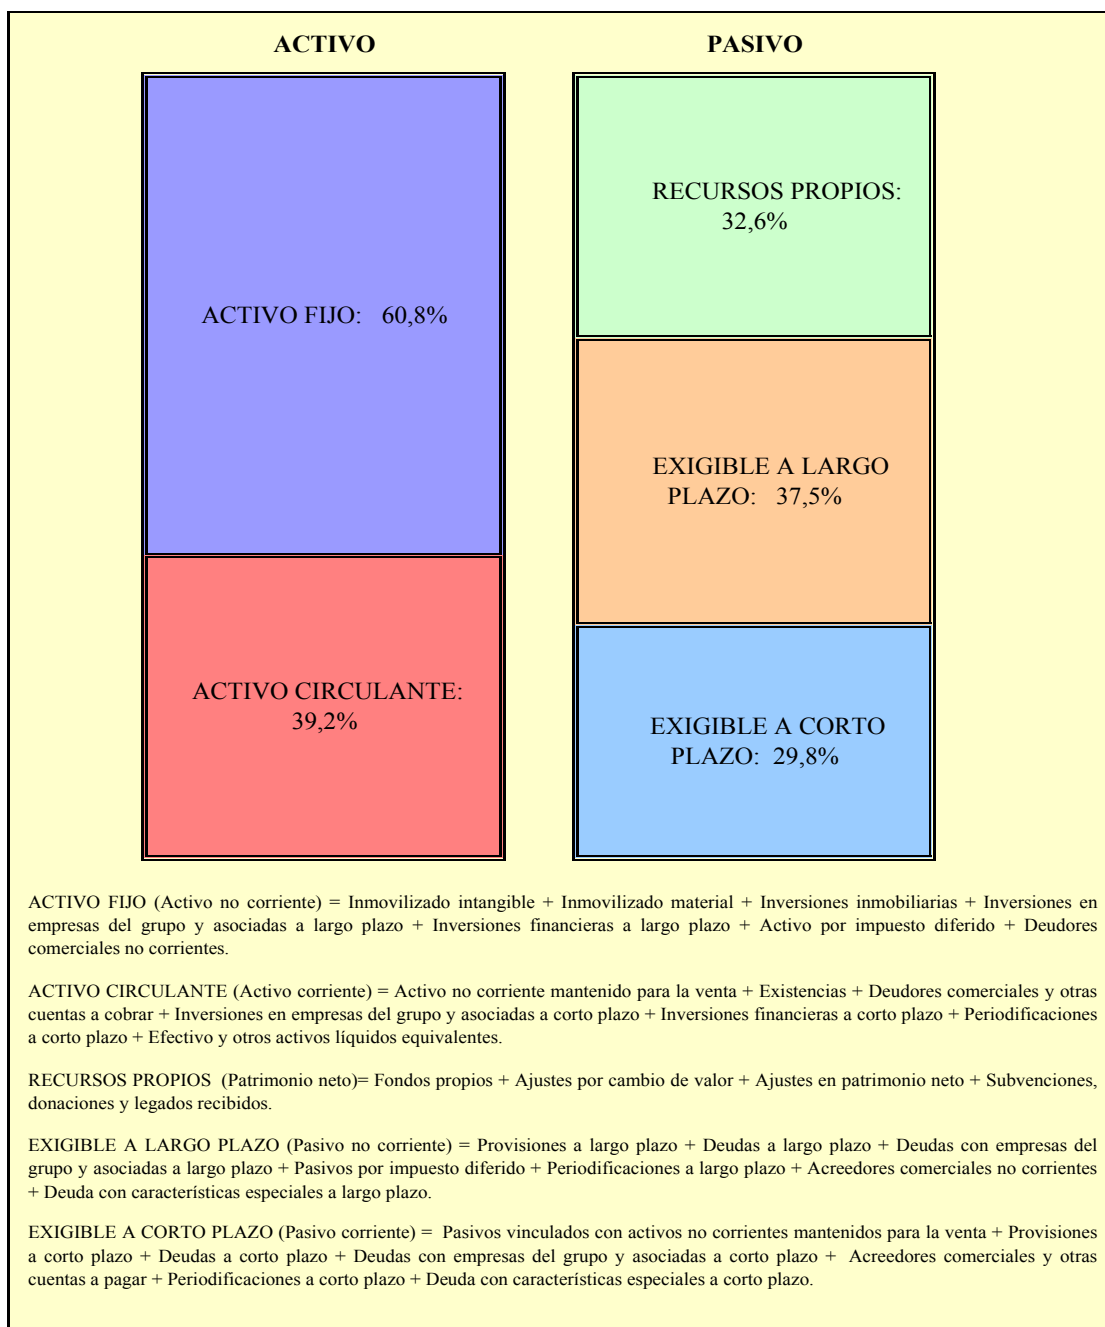 ACTIVO
PASIVO
ACTIVO FIJO: 60,8%
ACTIVO CIRCULANTE:
39,2%
RECURSOS PROPIOS:
32,6%
EXIGIBLE A LARGO
PLAZO: 37,5%
EXIGIBLE A CORTO
PLAZO: 29,8%
ACTIVO FIJO (Activo no corriente) = Inmovilizado intangible + Inmovilizado material + Inversiones inmobiliarias + Inversiones en
empresas del grupo y asociadas a largo plazo + Inversiones financieras a largo plazo + Activo por impuesto diferido + Deudores
comerciales no corrientes.
ACTIVO CIRCULANTE (Activo corriente) = Activo no corriente mantenido para la venta + Existencias + Deudores comerciales y otras
cuentas a cobrar + Inversiones en empresas del grupo y asociadas a corto plazo + Inversiones financieras a corto plazo + Periodificaciones
a corto plazo + Efectivo y otros activos líquidos equivalentes.
RECURSOS PROPIOS (Patrimonio neto)= Fondos propios + Ajustes por cambio de valor + Ajustes en patrimonio neto + Subvenciones,
donaciones y legados recibidos.
EXIGIBLE A LARGO PLAZO (Pasivo no corriente) = Provisiones a largo plazo + Deudas a largo plazo + Deudas con empresas del
grupo y asociadas a largo plazo + Pasivos por impuesto diferido + Periodificaciones a largo plazo + Acreedores comerciales no corrientes
+ Deuda con características especiales a largo plazo.
EXIGIBLE A CORTO PLAZO (Pasivo corriente) = Pasivos vinculados con activos no corrientes mantenidos para la venta + Provisiones
a corto plazo + Deudas a corto plazo + Deudas con empresas del grupo y asociadas a corto plazo + Acreedores comerciales y otras
cuentas a pagar + Periodificaciones a corto plazo + Deuda con características especiales a corto plazo.